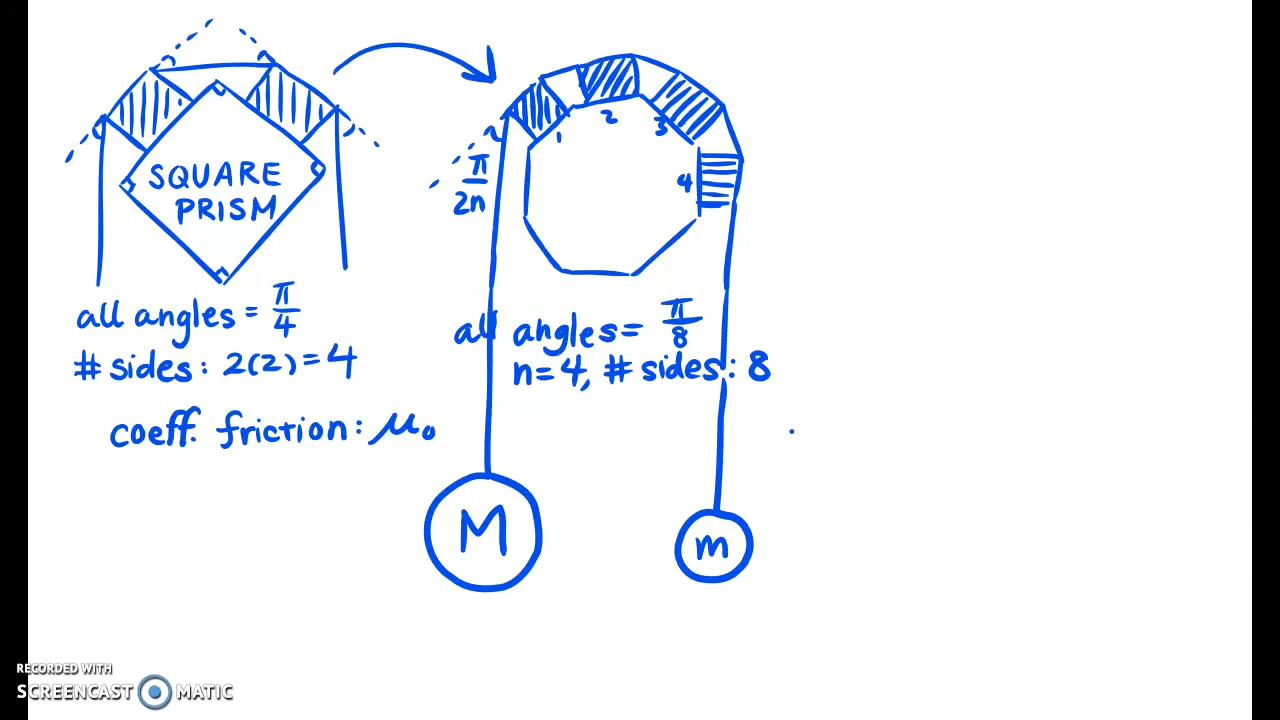 SQUARE
PRISM
all angles = π/4
# sides: 2(2)=4
coeff. friction: μ₀
1
2
3
4
π/2n
all angles= π/8
n=4, # sides: 8
M
m
RECORDED WITH
SCREENCAST MATIC